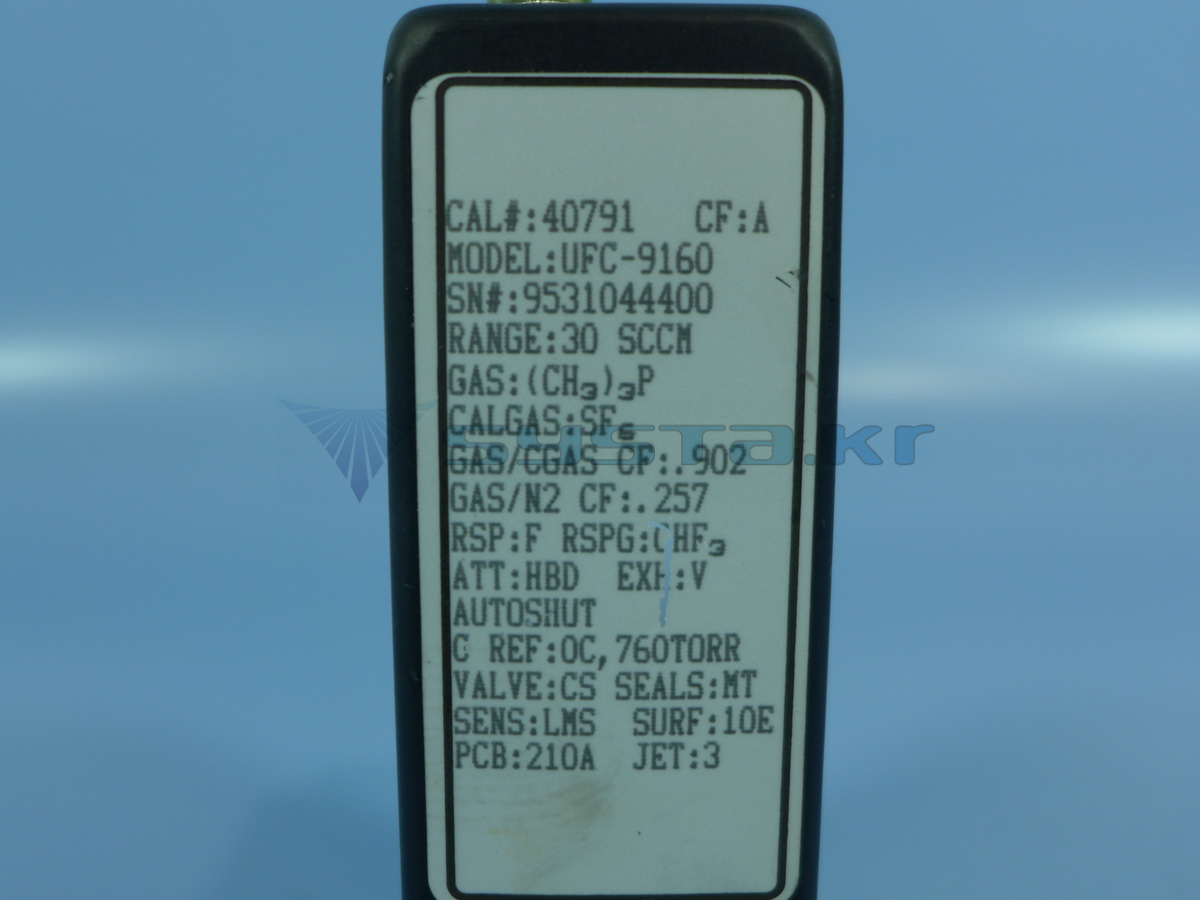 CAL#:40791 CF:A
MODEL:UFC-9160
SN#:9531044400
RANGE:30 SCCM
GAS:(CH₃)₃P
CALGAS:SF₆
systa.kr
GAS/CGAS CF:.902
GAS/N2 CF:.257
RSP:F RSPG:CHF₃
ATT:HBD EXH:V
AUTOSHUT
C REF:0C,760TORR
VALVE:CS SEALS:MT
SENS:LMS SURF:10E
PCB:210A JET:3